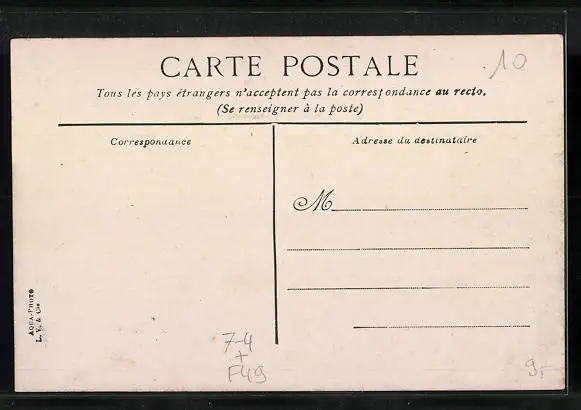 CARTE POSTALE
10
Tous les pays étrangers n'acceptent pas la correspondance au recto.
(Se renseigner à la poste)
Correspondance
Adresse du destinataire
M
AQUA-PHOTO
L. V. & Cie
7-4
+
F49
9,-